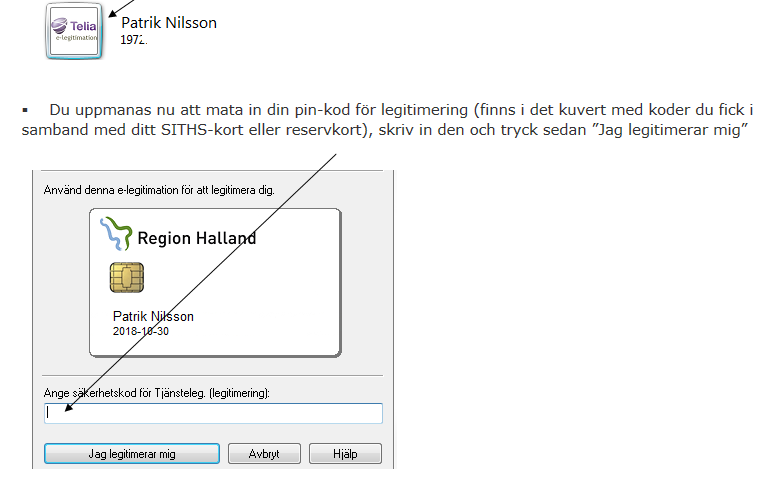 Telia
e-legitimation
Patrik Nilsson
1972.
▪ Du uppmanas nu att mata in din pin-kod för legitimering (finns i det kuvert med koder du fick i
samband med ditt SITHS-kort eller reservkort), skriv in den och tryck sedan ”Jag legitimerar mig”
Använd denna e-legitimation för att legitimera dig.
Region Halland
Patrik Nilsson
2018-10-30
Ange säkerhetskod för Tjänsteleg. (legitimering):
Jag legitimerar mig
Avbryt
Hjälp